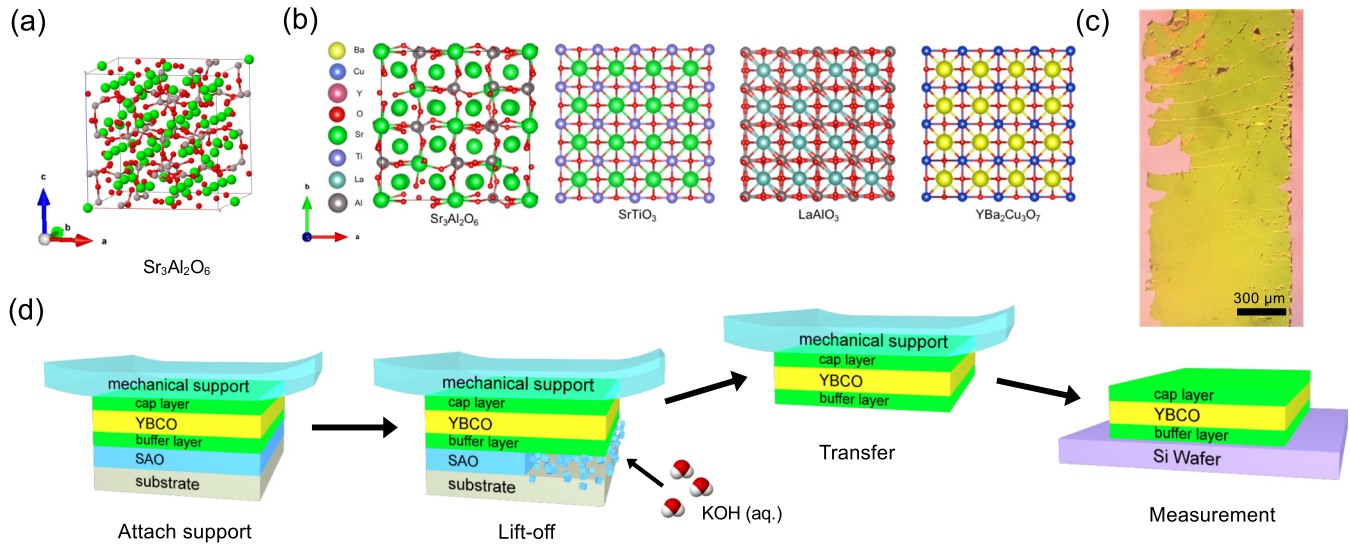 (a)
c
b
a
Sr₃Al₂O₆
(b)
Ba
Cu
Y
O
Sr
Ti
La
Al
b
a
Sr₃Al₂O₆
SrTiO₃
LaAlO₃
YBa₂Cu₃O₇
(c)
300 µm
(d)
mechanical support
cap layer
YBCO
buffer layer
SAO
substrate
Attach support
mechanical support
cap layer
YBCO
buffer layer
SAO
substrate
Lift-off
KOH (aq.)
mechanical support
cap layer
YBCO
buffer layer
Transfer
cap layer
YBCO
buffer layer
Si Wafer
Measurement